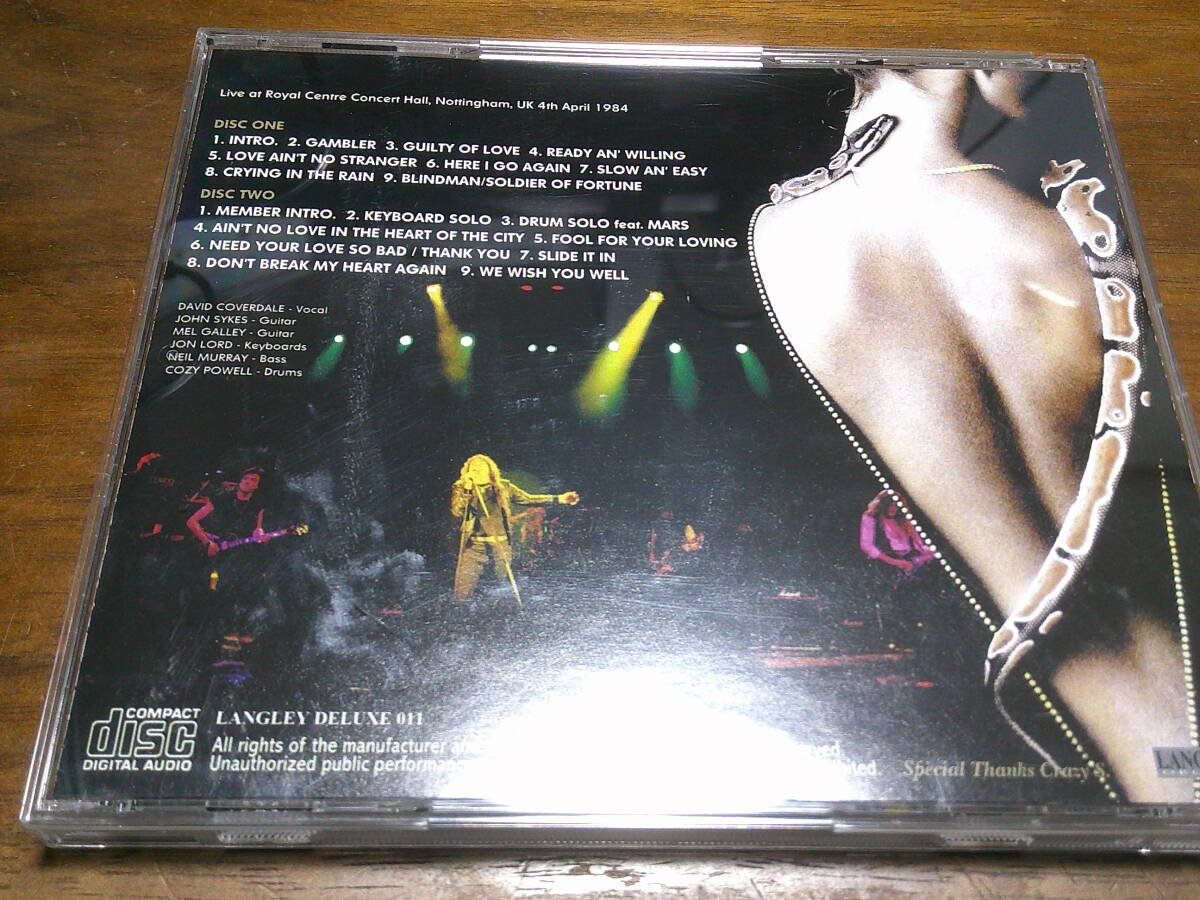 Live at Royal Centre Concert Hall, Nottingham, UK 4th April 1984
DISC ONE
1. INTRO. 2. GAMBLER 3. GUILTY OF LOVE 4. READY AN' WILLING
5. LOVE AIN'T NO STRANGER 6. HERE I GO AGAIN 7. SLOW AN' EASY
8. CRYING IN THE RAIN 9. BLINDMAN/SOLDIER OF FORTUNE
DISC TWO
1. MEMBER INTRO. 2. KEYBOARD SOLO 3. DRUM SOLO feat. MARS
4. AIN'T NO LOVE IN THE HEART OF THE CITY 5. FOOL FOR YOUR LOVING
6. NEED YOUR LOVE SO BAD / THANK YOU 7. SLIDE IT IN
8. DON'T BREAK MY HEART AGAIN 9. WE WISH YOU WELL
DAVID COVERDALE - Vocal
JOHN SYKES - Guitar
MEL GALLEY - Guitar
JON LORD - Keyboards
NEIL MURRAY - Bass
COZY POWELL - Drums
COMPACT
disc
DIGITAL AUDIO
LANGLEY DELUXE 011
All rights of the manufacturer
Unauthorized public
Special Thanks Crazy S.